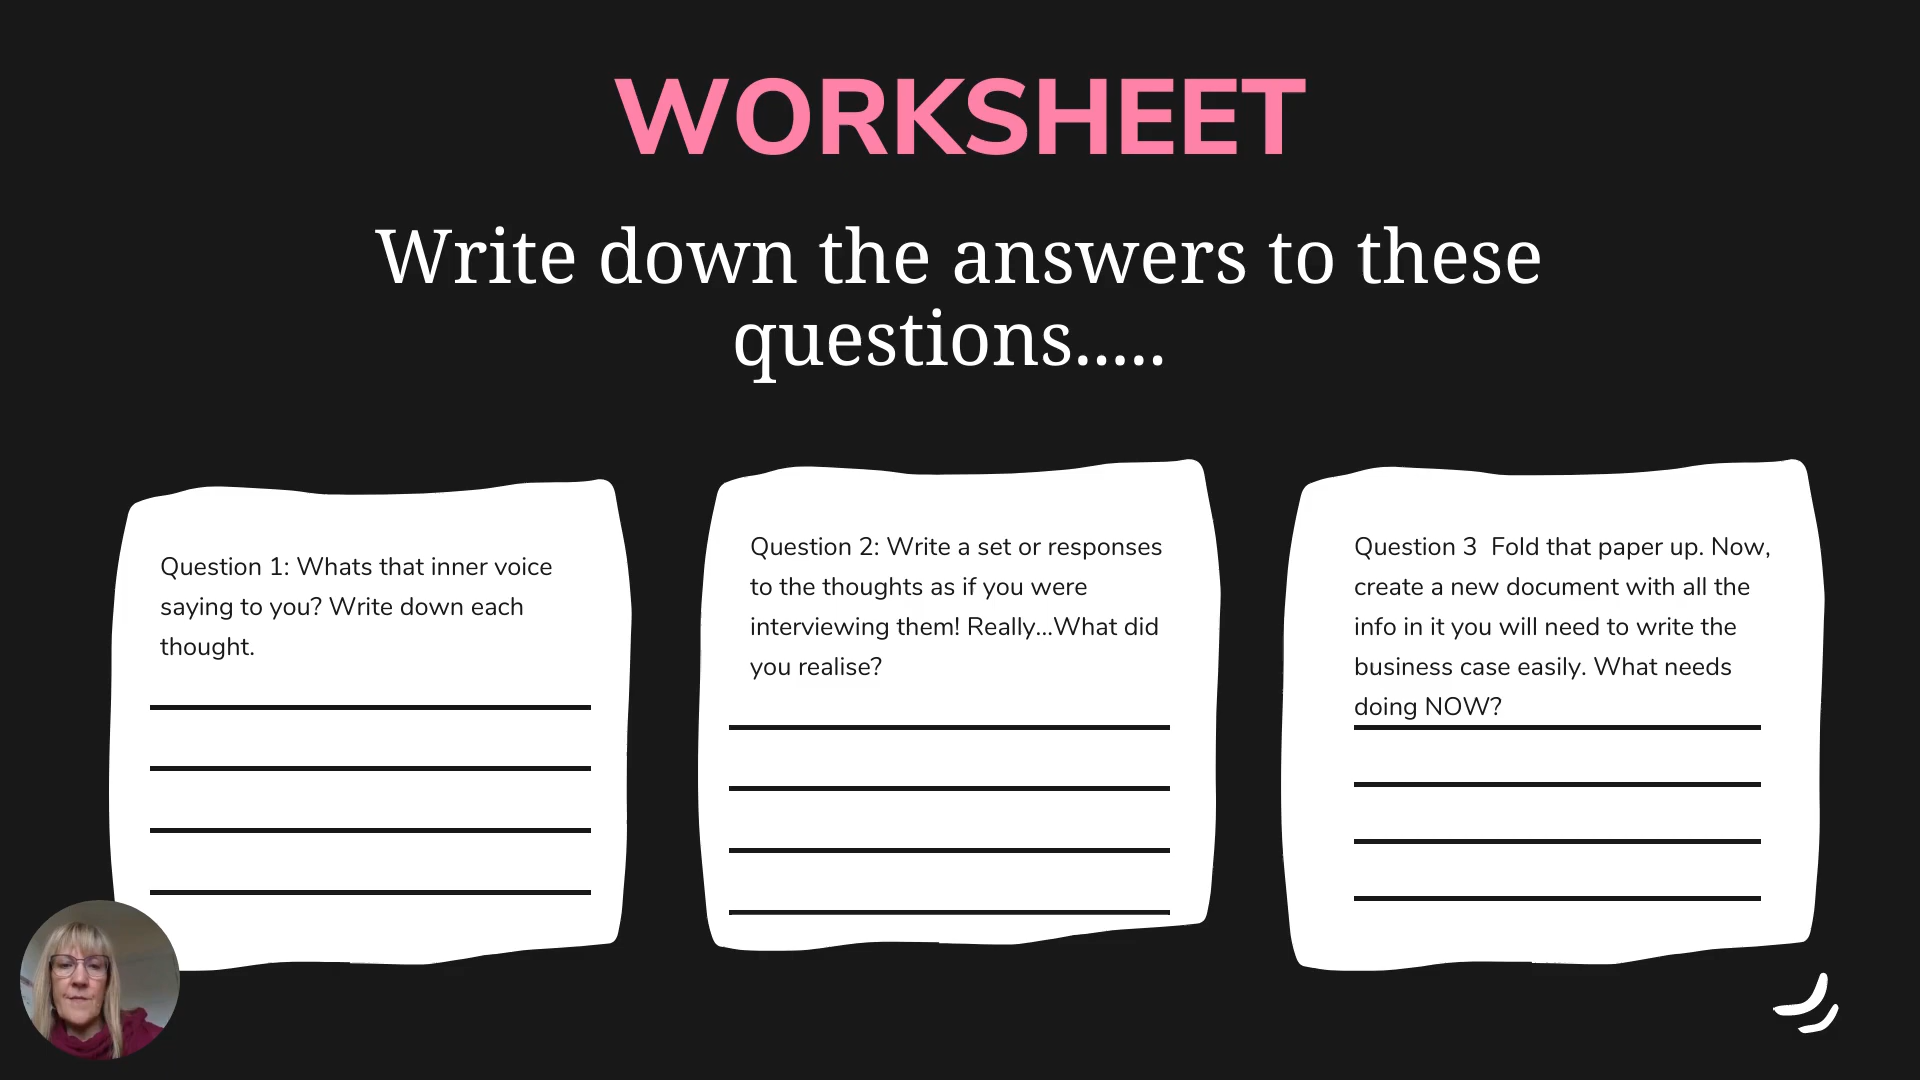 WORKSHEET
Write down the answers to these
questions.....
Question 1: Whats that inner voice
saying to you? Write down each
thought.
Question 2: Write a set or responses
to the thoughts as if you were
interviewing them! Really...What did
you realise?
Question 3  Fold that paper up. Now,
create a new document with all the
info in it you will need to write the
business case easily. What needs
doing NOW?